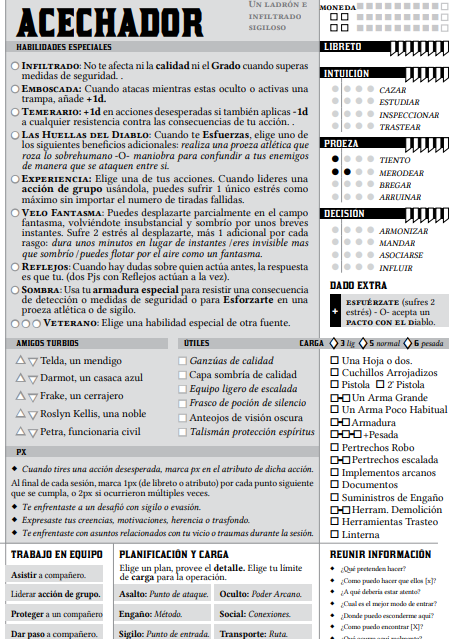 ACECHADOR
UN LADRÓN E
INFILTRADO
SIGILOSO
MONEDA
HABILIDADES ESPECIALES
INFILTRADO: No te afecta ni la calidad ni el Grado cuando superas
medidas de seguridad. .
EMBOSCADA: Cuando atacas mientras estas oculto o activas una
trampa, añade +1d.
TEMERARIO: +1d en acciones desesperadas si también aplicas -1d
a cualquier resistencia contra las consecuencias de tu acción. .
LAS HUELLAS DEL DIABLO: Cuando te Esfuerzas, elige uno de
los siguientes beneficios adicionales: realiza una proeza atlética que
roza lo sobrehumano -O- maniobra para confundir a tus enemigos
de manera que se ataquen entre si.
EXPERIENCIA: Elige una de tus acciones. Cuando lideres una
acción de grupo usándola, puedes sufrir 1 único estrés como
máximo sin importar el numero de tiradas fallidas.
VELO FANTASMA: Puedes desplazarte parcialmente en el campo
fantasma, volviéndote insubstancial y sombrío por unos breves
instantes. Sufre 2 estrés al desplazarte, más 1 adicional por cada
rasgo: dura unos minutos en lugar de instantes /eres invisible mas
que sombrío/puedes flotar por el aire como un fantasma.
REFLEJOS: Cuando hay dudas sobre quien actúa antes, la respuesta
es que tu. (dos Pjs con Reflejos actúan a la vez).
SOMBRA: Usa tu armadura especial para resistir una consecuencia
de detección o medidas de seguridad o para Esforzarte en una
proeza atlética o de sigilo.
VETERANO: Elige una habilidad especial de otra fuente.
LIBRETO
INTUICIÓN
CAZAR
ESTUDIAR
INSPECCIONAR
TRASTEAR
PROEZA
TIENTO
MERODEAR
BREGAR
ARRUINAR
DECISIÓN
ARMONIZAR
MANDAR
ASOCIARSE
INFLUIR
DADO EXTRA
+
ESFUÉRZATE (sufres 2
estrés) - O- acepta un
PACTO CON EL Diablo.
AMIGOS TURBIOS
Telda, un mendigo
Darmot, un casaca azul
Frake, un cerrajero
Roslyn Kellis, una noble
Petra, funcionaria civil
ÚTILES
Ganzúas de calidad
Capa sombría de calidad
Equipo ligero de escalada
Frasco de poción de silencio
Anteojos de visión oscura
Talismán protección espíritus
CARGA 3 lig 5 normal 6 pesada
Una Hoja o dos.
Cuchillos Arrojadizos
Pistola 2ª Pistola
Un Arma Grande
Un Arma Poco Habitual
Armadura
+Pesada
Pertrechos Robo
Pertrechos escalada
Implementos arcanos
Documentos
Suministros de Engaño
Herram. Demolición
Herramientas Trasteo
Linterna
PX
Cuando tires una acción desesperada, marca px en el atributo de dicha acción.
Al final de cada sesión, marca 1px (de libreto o atributo) por cada punto siguiente
que se cumpla, o 2px si ocurrieron múltiples veces.
Te enfrentaste a un desafió con sigilo o evasión.
Expresaste tus creencias, motivaciones, herencia o trasfondo.
Te enfrentaste con asuntos relacionados con tu vicio o traumas durante la sesión.
TRABAJO EN EQUIPO
Asistir a compañero.
Liderar acción de grupo.
Proteger a un compañero
Dar paso a compañero.
PLANIFICACIÓN Y CARGA
Elige un plan, provee el detalle. Elige tu límite
de carga para la operación.
Asalto: Punto de ataque.
Oculto: Poder Arcano.
Engaño: Método.
Social: Conexiones.
Sigilo: Punto de entrada.
Transporte: Ruta.
REUNIR INFORMACIÓN
¿Qué pretenden hacer?
¿Como puedo hacer que ellos [x]?
¿A qué debería estar atento?
¿Cual es el mejor modo de entrar?
¿Donde puedo esconderme aquí?
¿Como puedo encontrar [X]?